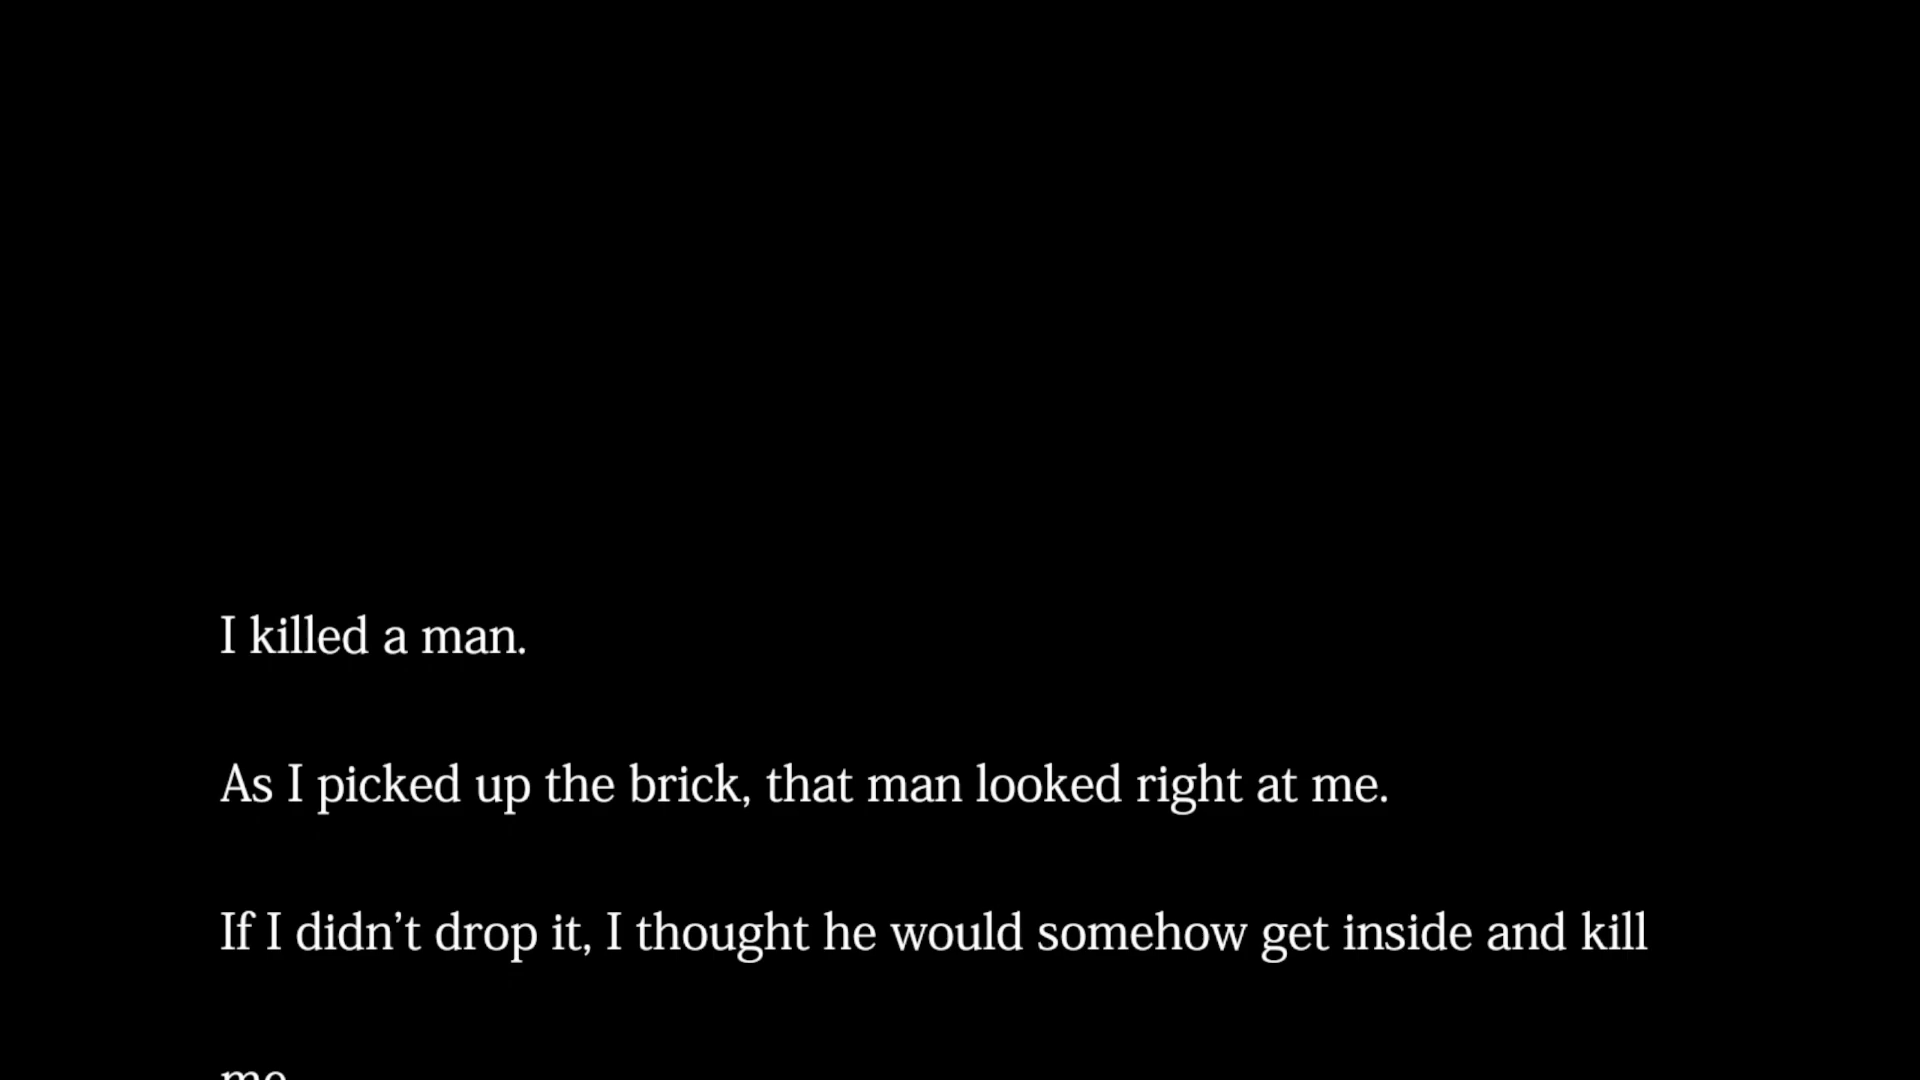 I killed a man.
As I picked up the brick, that man looked right at me.
If I didn’t drop it, I thought he would somehow get inside and kill
me